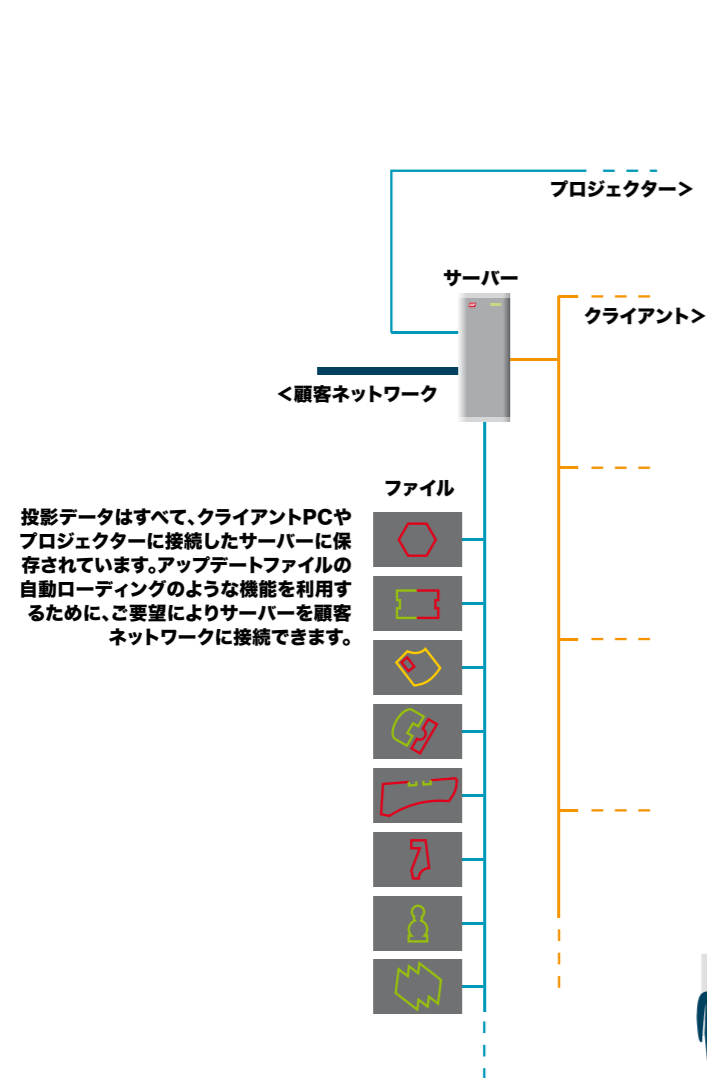 プロジェクター＞
サーバー
クライアント＞
＜顧客ネットワーク
ファイル
投影データはすべて、クライアントPCや
プロジェクターに接続したサーバーに保
存されています。アップデートファイルの
自動ローディングのような機能を利用す
るために、ご要望によりサーバーを顧客
ネットワークに接続できます。